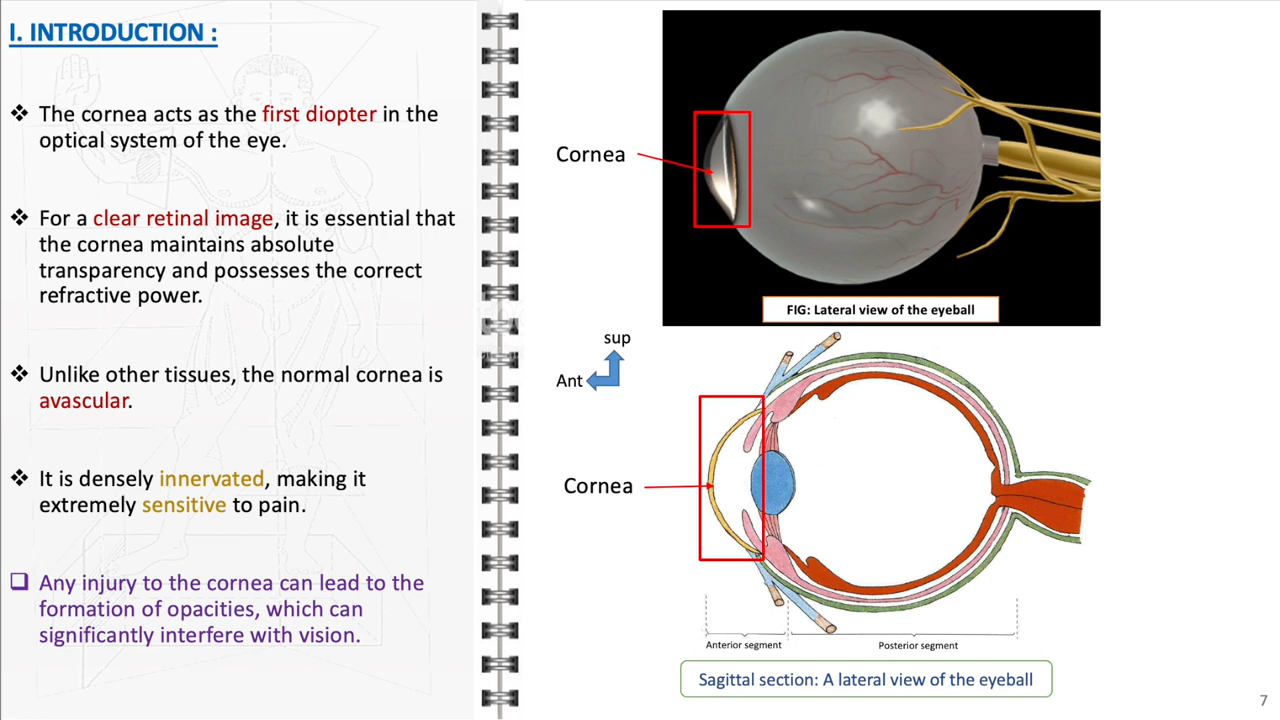 I. INTRODUCTION :
❖ The cornea acts as the first diopter in the
optical system of the eye.
❖ For a clear retinal image, it is essential that
the cornea maintains absolute
transparency and possesses the correct
refractive power.
❖ Unlike other tissues, the normal cornea is
avascular.
❖ It is densely innervated, making it
extremely sensitive to pain.
❑ Any injury to the cornea can lead to the
formation of opacities, which can
significantly interfere with vision.
Cornea
FIG: Lateral view of the eyeball
sup
Ant
Cornea
Anterior segment
Posterior segment
Sagittal section: A lateral view of the eyeball
7